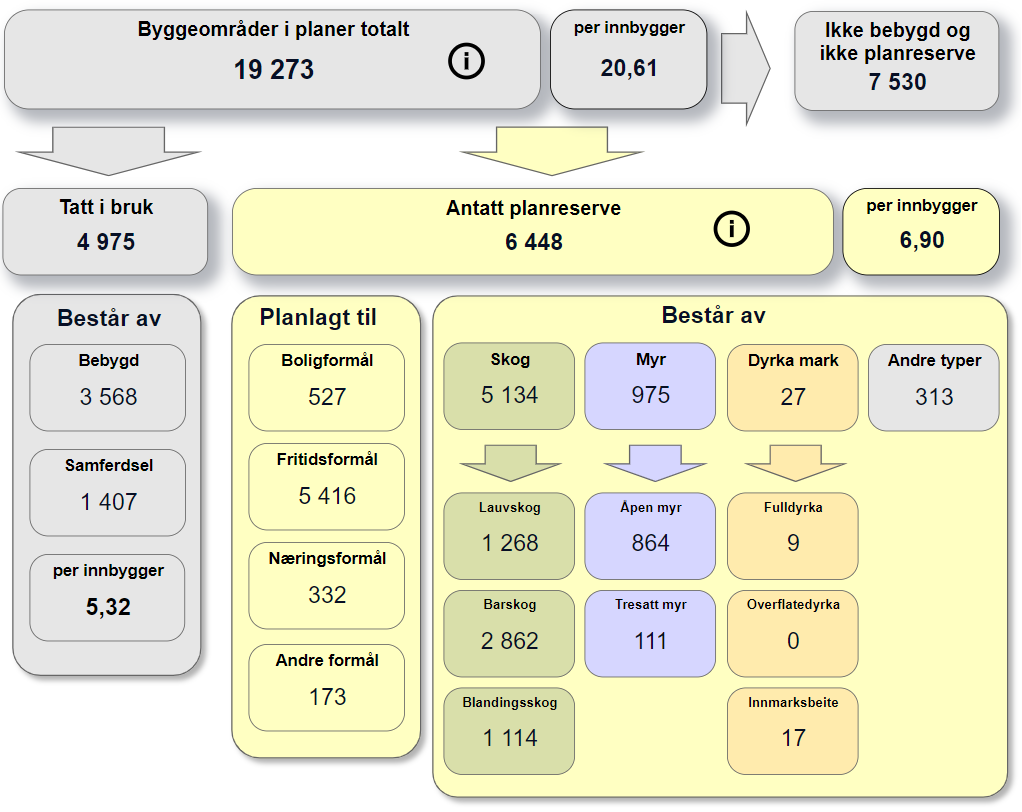 Byggeområder i planer totalt
19 273
per innbygger
20,61
Ikke bebygd og
ikke planreserve
7 530
Tatt i bruk
4 975
Antatt planreserve
6 448
per innbygger
6,90
Består av
Bebygd
3 568
Samferdsel
1 407
per innbygger
5,32
Planlagt til
Boligformål
527
Fritidsformål
5 416
Næringsformål
332
Andre formål
173
Består av
Skog
5 134
Myr
975
Dyrka mark
27
Andre typer
313
Lauvskog
1 268
Åpen myr
864
Fulldyrka
9
Barskog
2 862
Tresatt myr
111
Overflatedyrka
0
Blandingsskog
1 114
Innmarksbeite
17